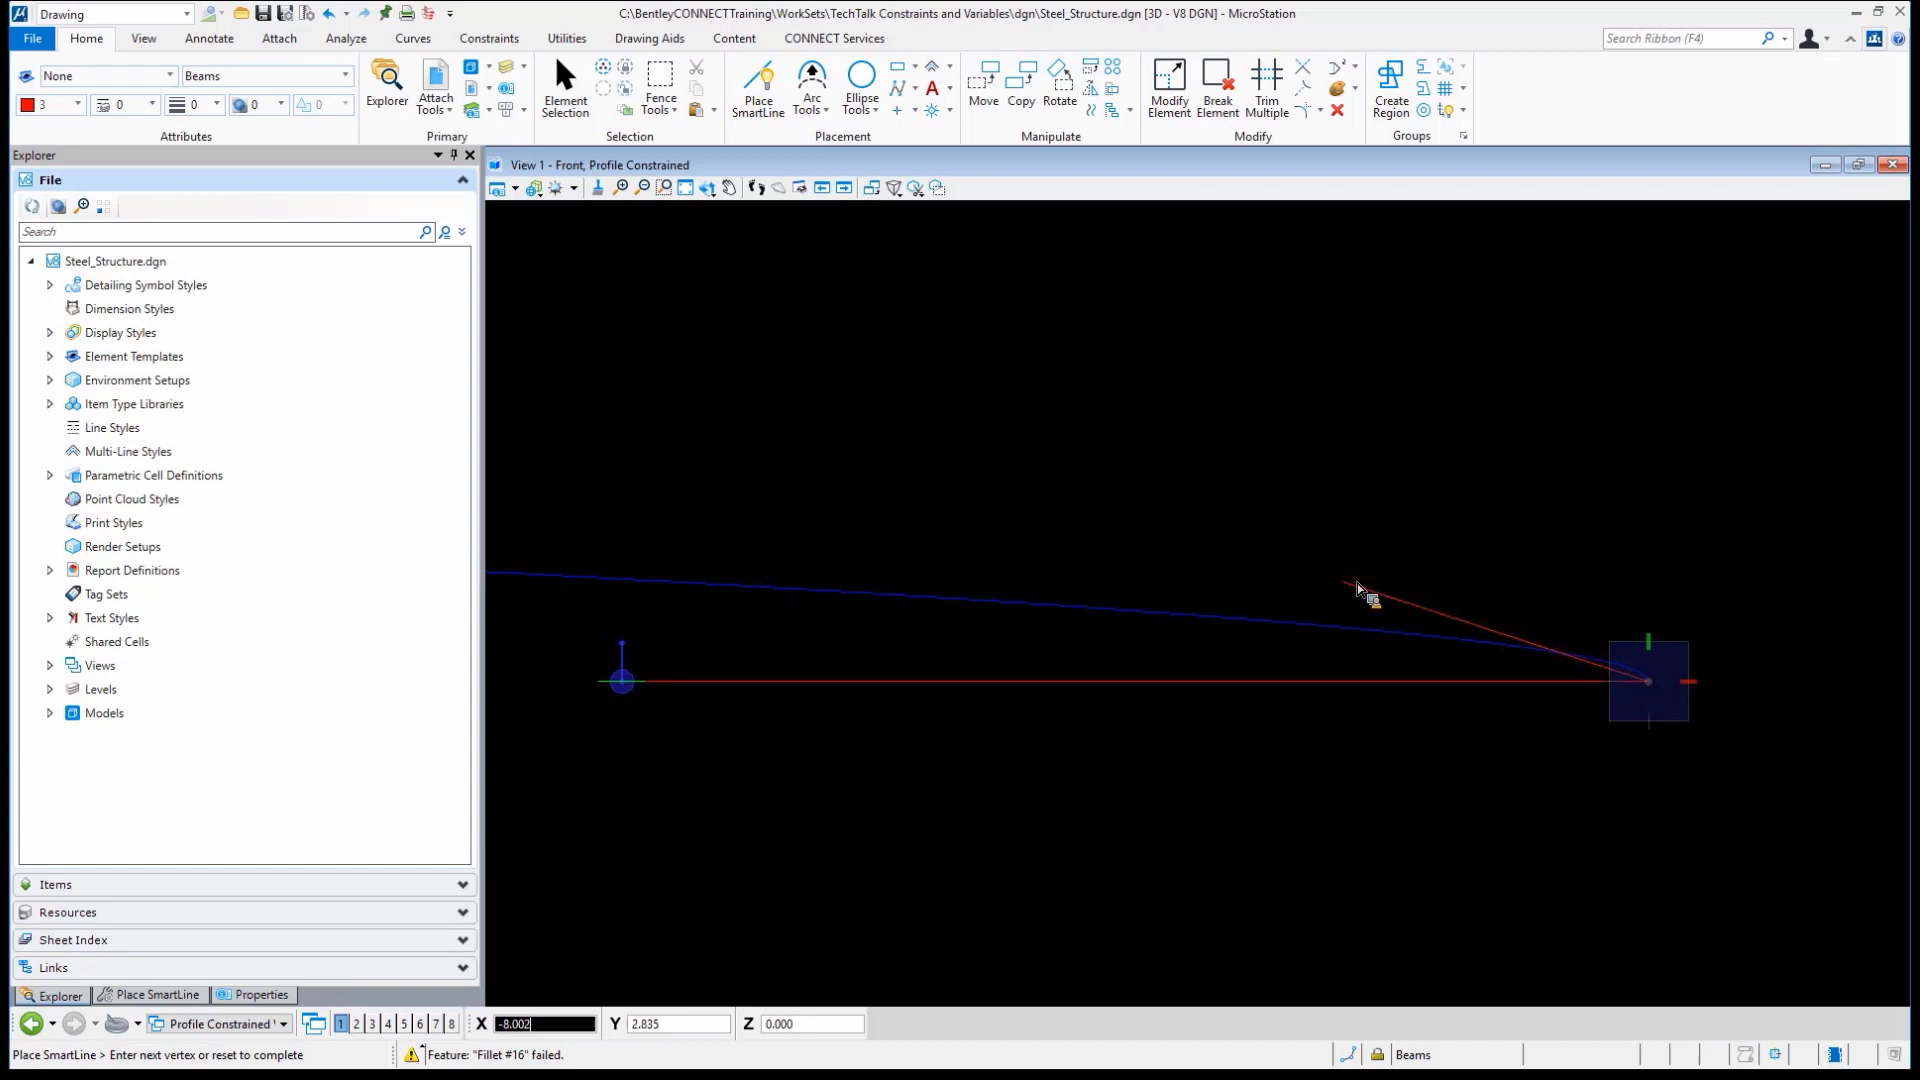 Drawing
C:\BentleyCONNECTTraining\WorkSets\TechTalk Constraints and Variables\dgn\Steel_Structure.dgn [3D - V8 DGN] - MicroStation
File Home View Annotate Attach Analyze Curves Constraints Utilities Drawing Aids Content CONNECT Services
Search Ribbon (F4)
None Beams
3 0 0 0 0
Explorer Attach Tools Element Selection Fence Tools Place SmartLine Arc Tools Ellipse Tools Move Copy Rotate Modify Element Break Element Trim Multiple Create Region
Attributes Primary Selection Placement Manipulate Modify Groups
Explorer
View 1 - Front, Profile Constrained
File
Search
Steel_Structure.dgn
Detailing Symbol Styles
Dimension Styles
Display Styles
Element Templates
Environment Setups
Item Type Libraries
Line Styles
Multi-Line Styles
Parametric Cell Definitions
Point Cloud Styles
Print Styles
Render Setups
Report Definitions
Tag Sets
Text Styles
Shared Cells
Views
Levels
Models
Items
Resources
Sheet Index
Links
Explorer Place SmartLine Properties
Profile Constrained 1 2 3 4 5 6 7 8 X -8.002 Y 2.835 Z 0.000
Place SmartLine > Enter next vertex or reset to complete Feature: "Fillet #16" failed. Beams